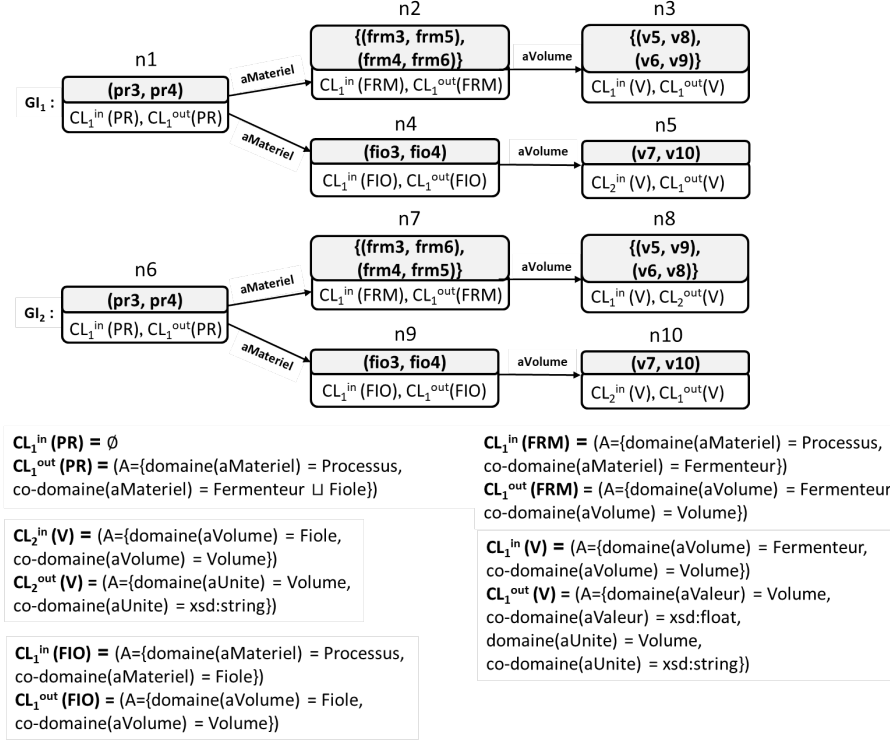 n1
n2
n3
GI₁ :
(pr3, pr4)
CL₁ⁱⁿ (PR), CL₁ᵒᵘᵗ(PR)
aMateriel
aMateriel
{(frm3, frm5),
(frm4, frm6)}
CL₁ⁱⁿ (FRM), CL₁ᵒᵘᵗ(FRM)
aVolume
{(v5, v8),
(v6, v9)}
CL₁ⁱⁿ (V), CL₁ᵒᵘᵗ(V)
n4
n5
(fio3, fio4)
CL₁ⁱⁿ (FIO), CL₁ᵒᵘᵗ(FIO)
aVolume
(v7, v10)
CL₂ⁱⁿ (V), CL₁ᵒᵘᵗ(V)
n6
n7
n8
GI₂ :
(pr3, pr4)
CL₁ⁱⁿ (PR), CL₁ᵒᵘᵗ(PR)
aMateriel
aMateriel
{(frm3, frm6),
(frm4, frm5)}
CL₁ⁱⁿ (FRM), CL₁ᵒᵘᵗ(FRM)
aVolume
{(v5, v9),
(v6, v8)}
CL₁ⁱⁿ (V), CL₂ᵒᵘᵗ(V)
n9
n10
(fio3, fio4)
CL₁ⁱⁿ (FIO), CL₁ᵒᵘᵗ(FIO)
aVolume
(v7, v10)
CL₂ⁱⁿ (V), CL₁ᵒᵘᵗ(V)
CL₁ⁱⁿ (PR) = ∅
CL₁ᵒᵘᵗ (PR) = (A={domaine(aMateriel) = Processus,
co-domaine(aMateriel) = Fermenteur ⊔ Fiole})
CL₂ⁱⁿ (V) = (A={domaine(aVolume) = Fiole,
co-domaine(aVolume) = Volume})
CL₂ᵒᵘᵗ (V) = (A={domaine(aUnite) = Volume,
co-domaine(aUnite) = xsd:string})
CL₁ⁱⁿ (FIO) = (A={domaine(aMateriel) = Processus,
co-domaine(aMateriel) = Fiole})
CL₁ᵒᵘᵗ (FIO) = (A={domaine(aVolume) = Fiole,
co-domaine(aVolume) = Volume})
CL₁ⁱⁿ (FRM) = (A={domaine(aMateriel) = Processus,
co-domaine(aMateriel) = Fermenteur})
CL₁ᵒᵘᵗ (FRM) = (A={domaine(aVolume) = Fermenteur
co-domaine(aVolume) = Volume})
CL₁ⁱⁿ (V) = (A={domaine(aVolume) = Fermenteur,
co-domaine(aVolume) = Volume})
CL₁ᵒᵘᵗ (V) = (A={domaine(aValeur) = Volume,
co-domaine(aValeur) = xsd:float,
domaine(aUnite) = Volume,
co-domaine(aUnite) = xsd:string})